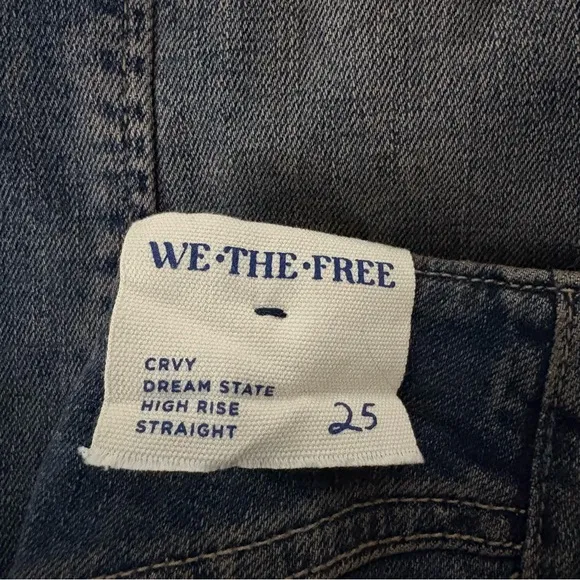 WE•THE•FREE
CRVY
DREAM STATE
HIGH RISE
STRAIGHT
25